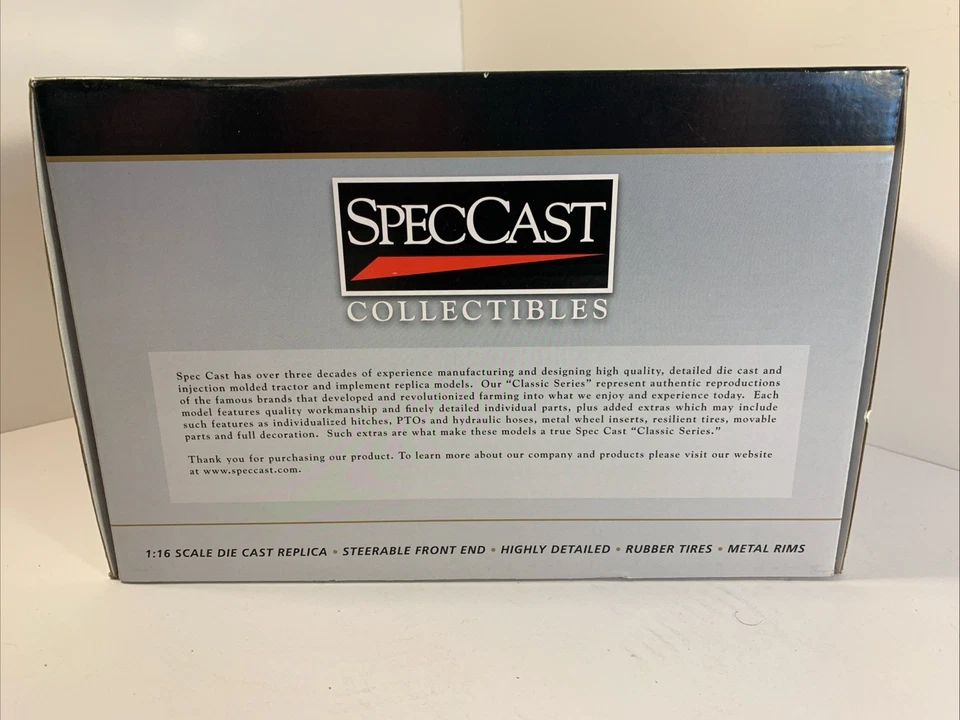 SPECCAST
COLLECTIBLES
Spec Cast has over three decades of experience manufacturing and designing high quality, detailed die cast and
injection molded tractor and implement replica models. Our “Classic Series” represent authentic reproductions
of the famous brands that developed and revolutionized farming into what we enjoy and experience today. Each
model features quality workmanship and finely detailed individual parts, plus added extras which may include
such features as individualized hitches, PTOs and hydraulic hoses, metal wheel inserts, resilient tires, movable
parts and full decoration. Such extras are what make these models a true Spec Cast “Classic Series.”
Thank you for purchasing our product. To learn more about our company and products please visit our website
at www.speccast.com.
1:16 SCALE DIE CAST REPLICA • STEERABLE FRONT END • HIGHLY DETAILED • RUBBER TIRES • METAL RIMS